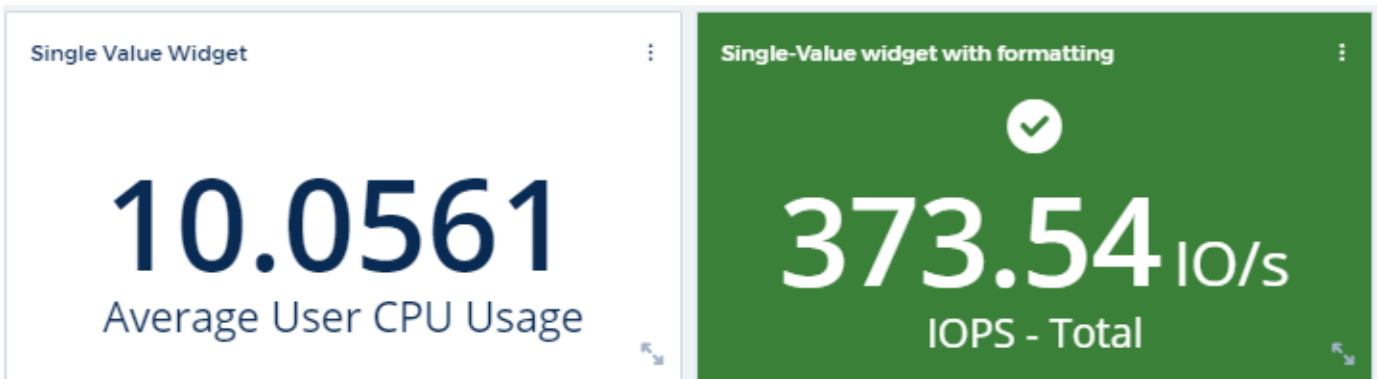 Single Value Widget
10.0561
Average User CPU Usage
Single-Value widget with formatting
373.54 IO/s
IOPS - Total